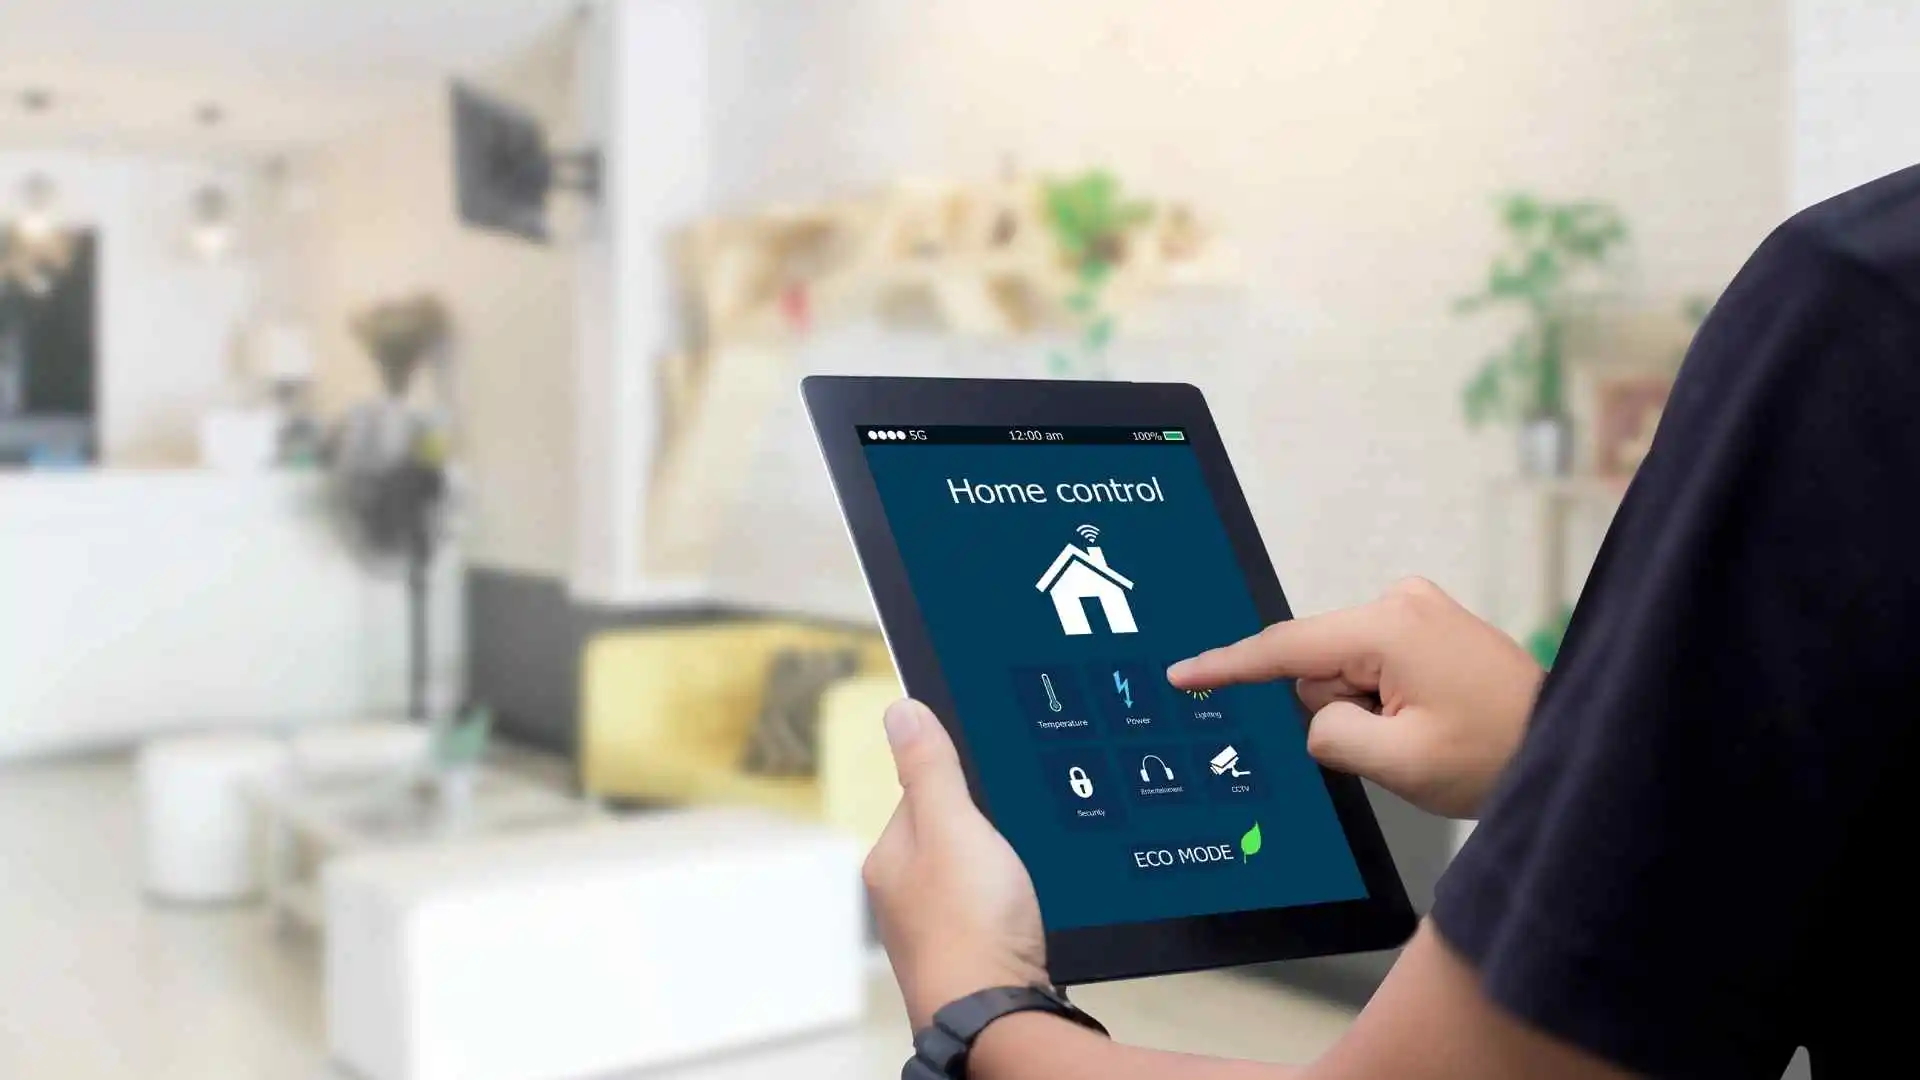 5G 12:00 am 100%
Home control
Temperature Power Lighting
Security Entertainment CCTV
ECO MODE